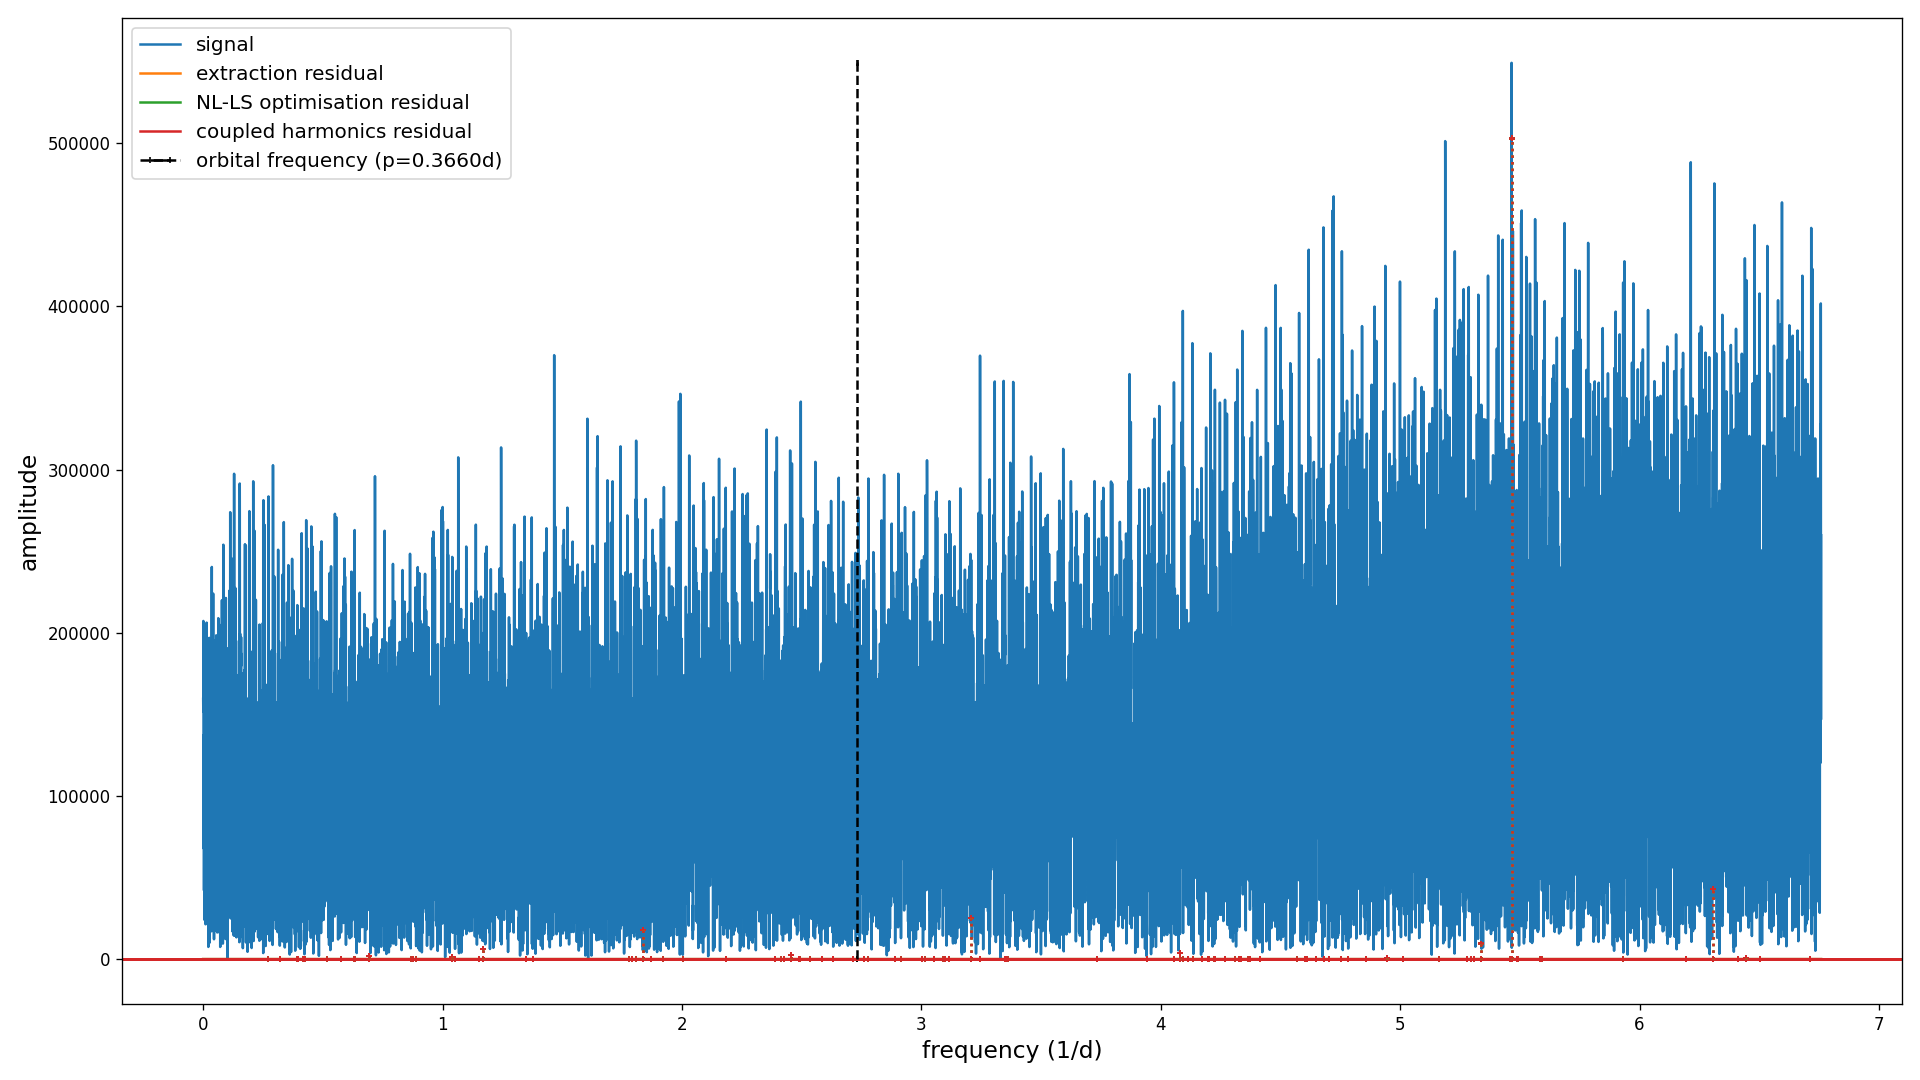 signal
extraction residual
NL-LS optimisation residual
coupled harmonics residual
orbital frequency (p=0.3660d)
amplitude
500000
400000
300000
200000
100000
0
0 1 2 3 4 5 6 7
frequency (1/d)